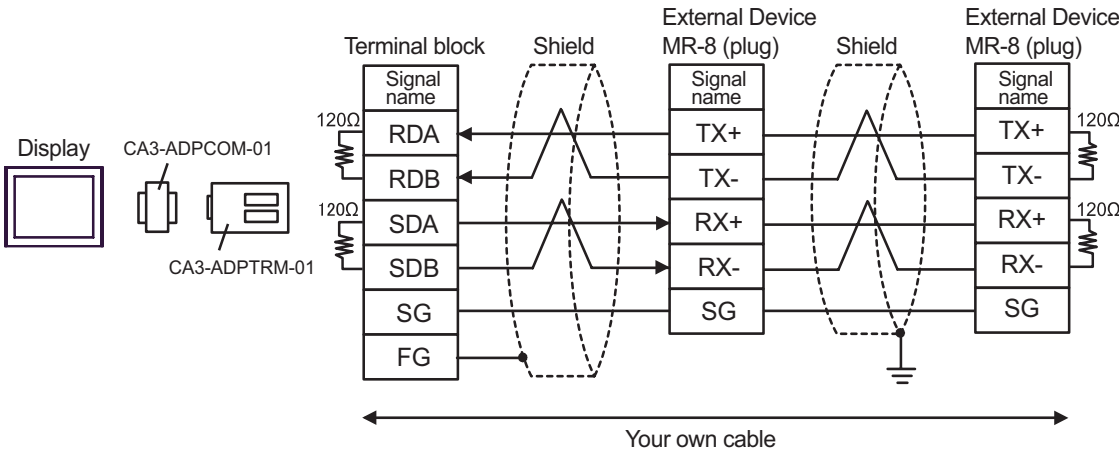 External Device
MR-8 (plug)
External Device
MR-8 (plug)
Terminal block
Shield
Shield
Signal
name
Signal
name
Signal
name
120Ω
RDA
TX+
TX+
120Ω
Display
CA3-ADPCOM-01
RDB
TX-
TX-
120Ω
SDA
RX+
RX+
120Ω
CA3-ADPTRM-01
SDB
RX-
RX-
SG
SG
SG
FG
Your own cable